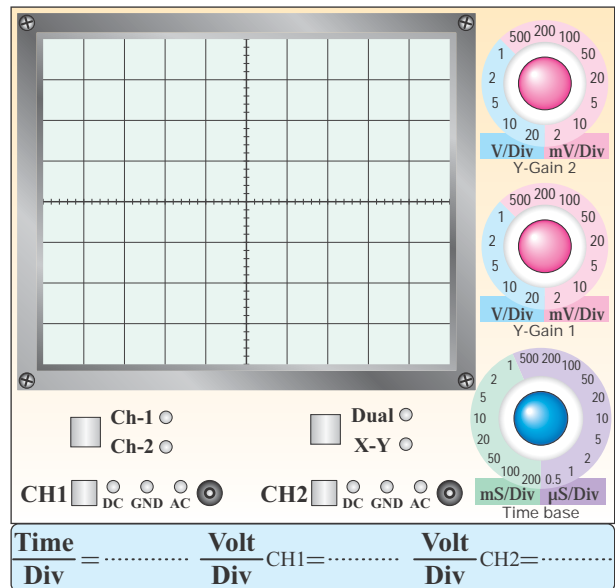 500 200 100
1 50
2 20
5 10
10 20 2 5
V/Div mV/Div
Y-Gain 2
500 200 100
1 50
2 20
5 10
10 20 2 5
V/Div mV/Div
Y-Gain 1
1 500 200 100
2 50
5 20
10 10
20 5
50 2
100 200 0.5 1
mS/Div µS/Div
Time base
Ch-1 Dual
Ch-2 X-Y
CH1 DC GND AC CH2 DC GND AC
Time Volt Volt
= ............ CH1= ............ CH2= ............
Div Div Div